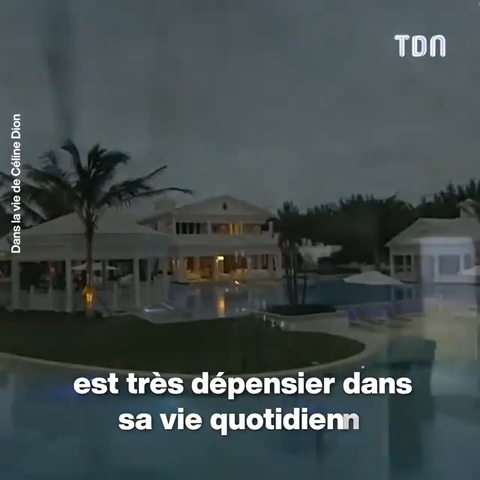 TDN
Dans la vie de Céline Dion
est très dépensier dans
sa vie quotidienn